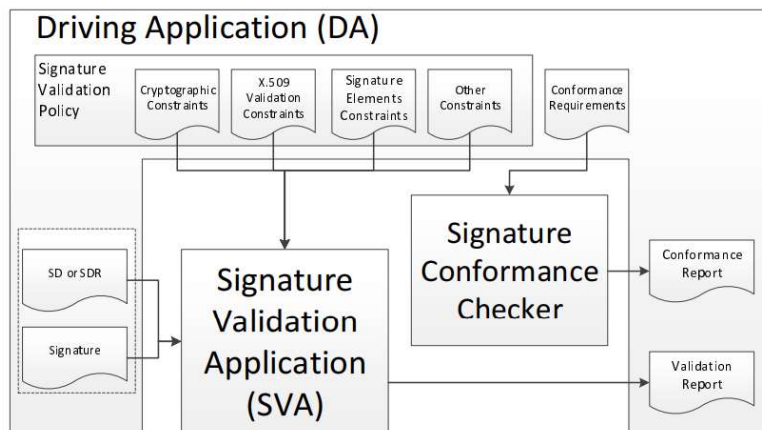 Driving Application (DA)
Signature
Validation
Policy
Cryptographic
Constraints
X.509
Validation
Constraints
Signature
Elements
Constraints
Other
Constraints
Conformance
Requirements
SD or SDR
Signature
Signature
Validation
Application
(SVA)
Signature
Conformance
Checker
Conformance
Report
Validation
Report